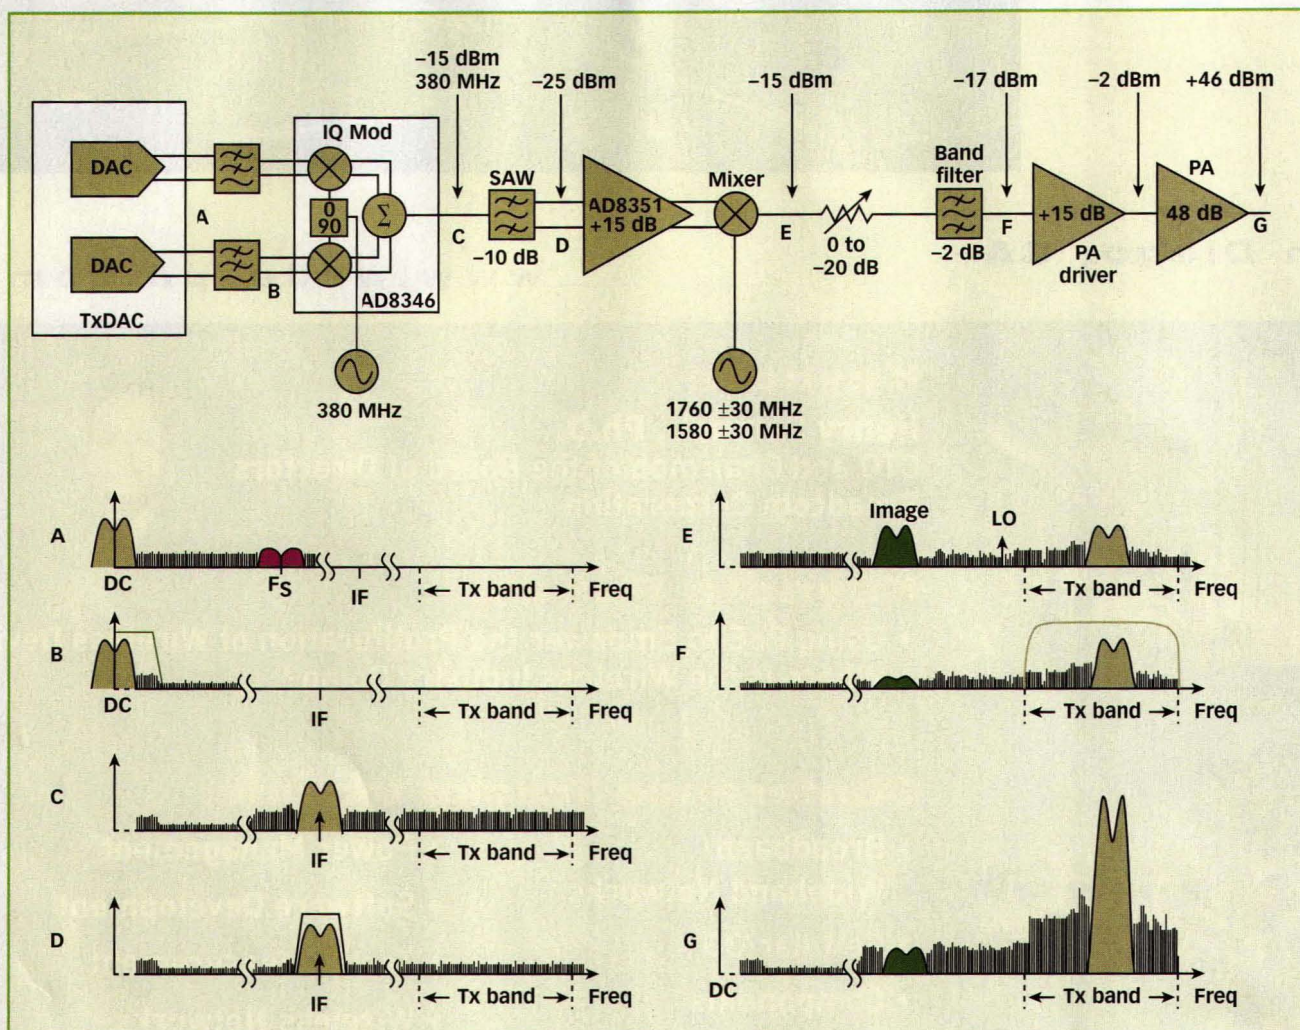 –15 dBm
380 MHz
–25 dBm
–15 dBm
–17 dBm
–2 dBm
+46 dBm
DAC
DAC
TxDAC
A
B
IQ Mod
0
90
Σ
AD8346
380 MHz
C
SAW
–10 dB
D
AD8351
+15 dB
Mixer
1760 ±30 MHz
1580 ±30 MHz
E
0 to
–20 dB
Band
filter
–2 dB
F
+15 dB
PA
driver
PA
48 dB
G
A
DC
FS
IF
Tx band
Freq
B
DC
IF
Tx band
Freq
C
IF
Tx band
Freq
D
IF
Tx band
Freq
E
Image
LO
Tx band
Freq
F
Tx band
Freq
G
DC
Tx band
Freq